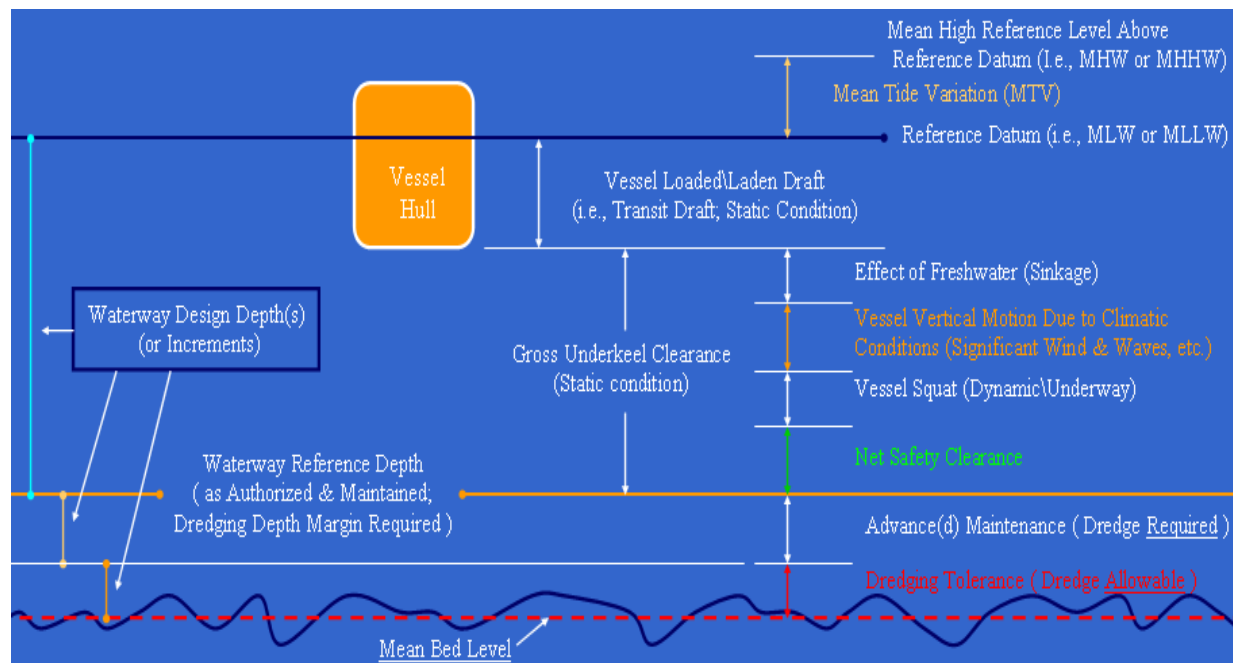 Mean High Reference Level Above
Reference Datum (I.e., MHW or MHHW)
Mean Tide Variation (MTV)
Reference Datum (i.e., MLW or MLLW)
Vessel
Hull
Vessel Loaded\Laden Draft
(i.e., Transit Draft; Static Condition)
Effect of Freshwater (Sinkage)
Waterway Design Depth(s)
(or Increments)
Vessel Vertical Motion Due to Climatic
Conditions (Significant Wind & Waves, etc.)
Gross Underkeel Clearance
(Static condition)
Vessel Squat (Dynamic\Underway)
Net Safety Clearance
Waterway Reference Depth
( as Authorized & Maintained;
Dredging Depth Margin Required )
Advance(d) Maintenance ( Dredge Required )
Dredging Tolerance ( Dredge Allowable )
Mean Bed Level